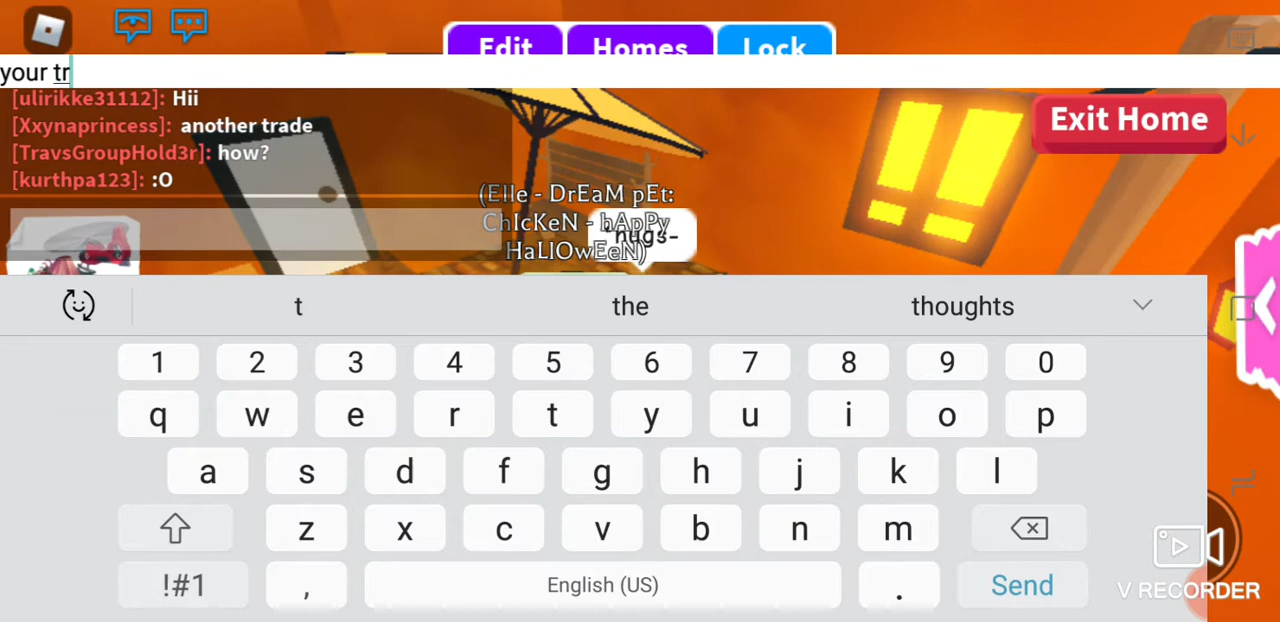 Edit Homes Lock
your tr
[ulirikke31112]: Hii
[Xxynaprincess]: another trade
[TravsGroupHold3r]: how?
[kurthpa123]: :O
Exit Home
(Elle - DrEaM pEt:
ChIcKeN - hApPy
HaLlOwEeN)
t the thoughts
1 2 3 4 5 6 7 8 9 0
q w e r t y u i o p
a s d f g h j k l
z x c v b n m
!#1 , English (US) . Send
V RECORDER